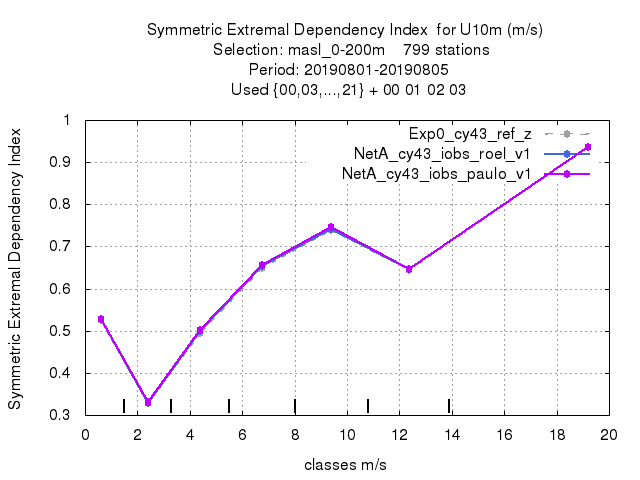 Symmetric Extremal Dependency Index  for U10m (m/s)
Selection: masl_0-200m    799 stations
Period: 20190801-20190805
Used {00,03,...,21} + 00 01 02 03
Exp0_cy43_ref_z
NetA_cy43_iobs_roel_v1
NetA_cy43_iobs_paulo_v1
Symmetric Extremal Dependency Index
1
0.9
0.8
0.7
0.6
0.5
0.4
0.3
0 2 4 6 8 10 12 14 16 18 20
classes m/s